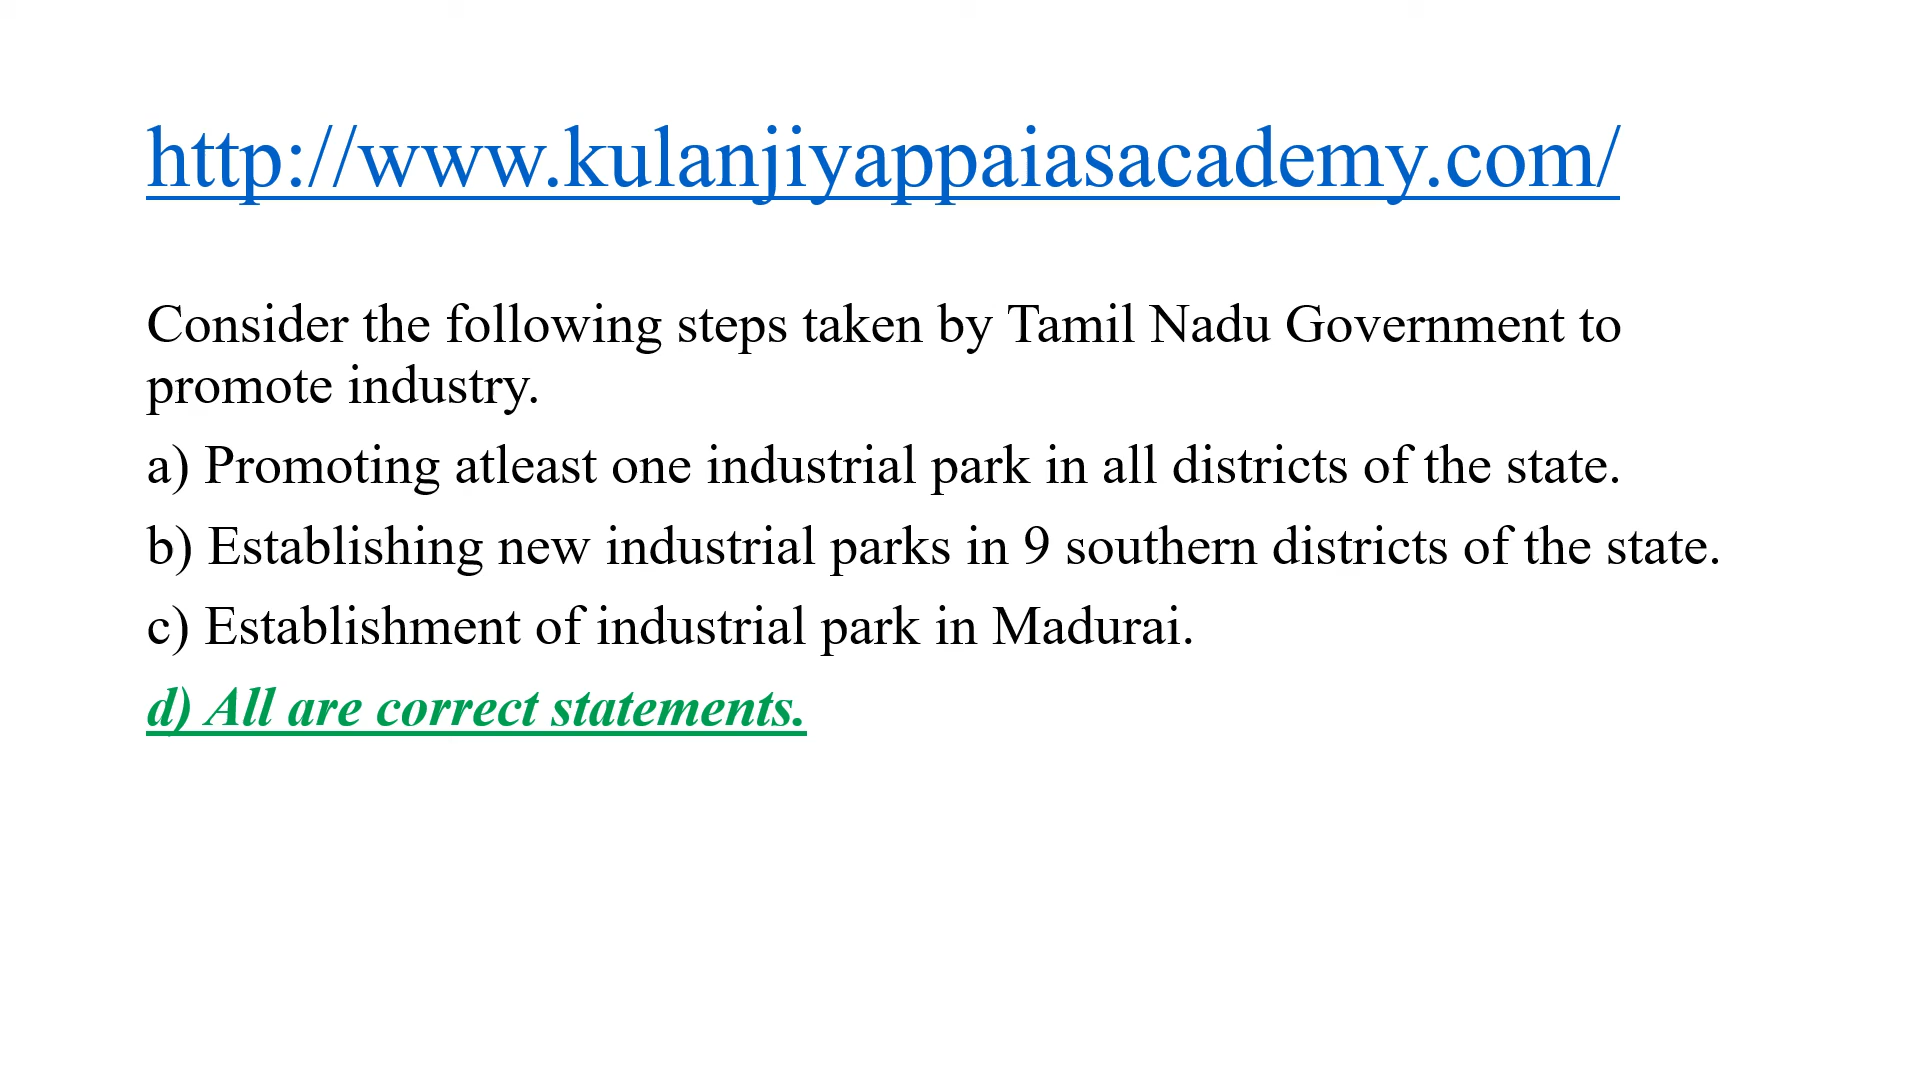 http://www.kulanjiyappaiasacademy.com/
Consider the following steps taken by Tamil Nadu Government to
promote industry.
a) Promoting atleast one industrial park in all districts of the state.
b) Establishing new industrial parks in 9 southern districts of the state.
c) Establishment of industrial park in Madurai.
d) All are correct statements.